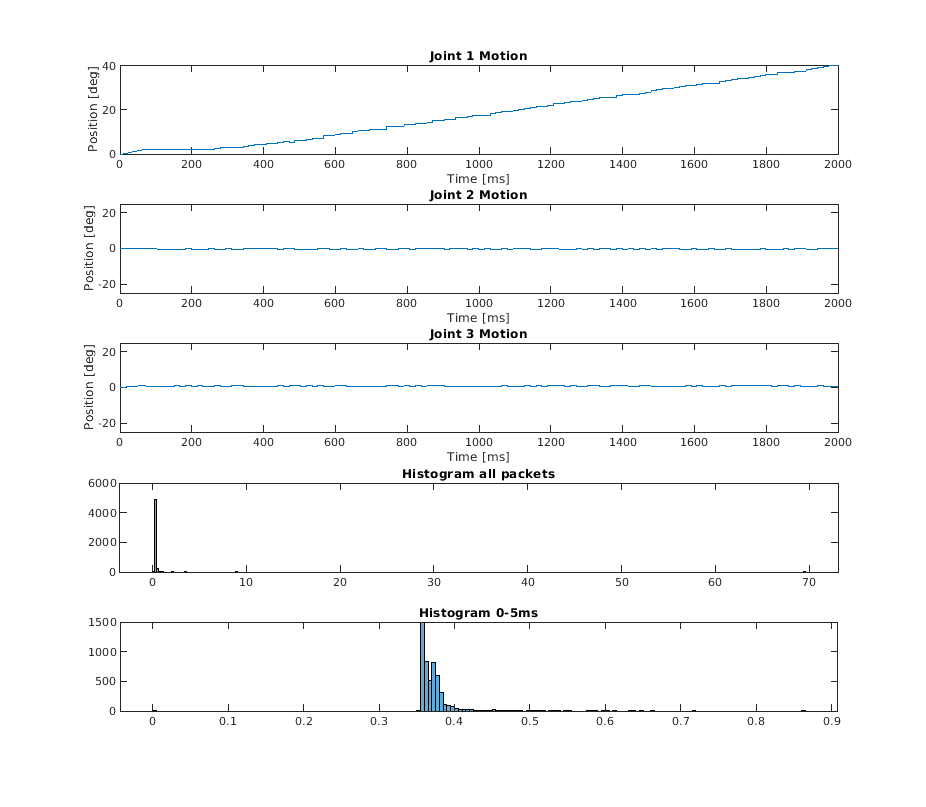 Joint 1 Motion
Position [deg]
40
20
0
0 200 400 600 800 1000 1200 1400 1600 1800 2000
Time [ms]
Joint 2 Motion
Position [deg]
20
0
-20
0 200 400 600 800 1000 1200 1400 1600 1800 2000
Time [ms]
Joint 3 Motion
Position [deg]
20
0
-20
0 200 400 600 800 1000 1200 1400 1600 1800 2000
Time [ms]
Histogram all packets
6000
4000
2000
0
0 10 20 30 40 50 60 70
Histogram 0-5ms
1500
1000
500
0
0 0.1 0.2 0.3 0.4 0.5 0.6 0.7 0.8 0.9